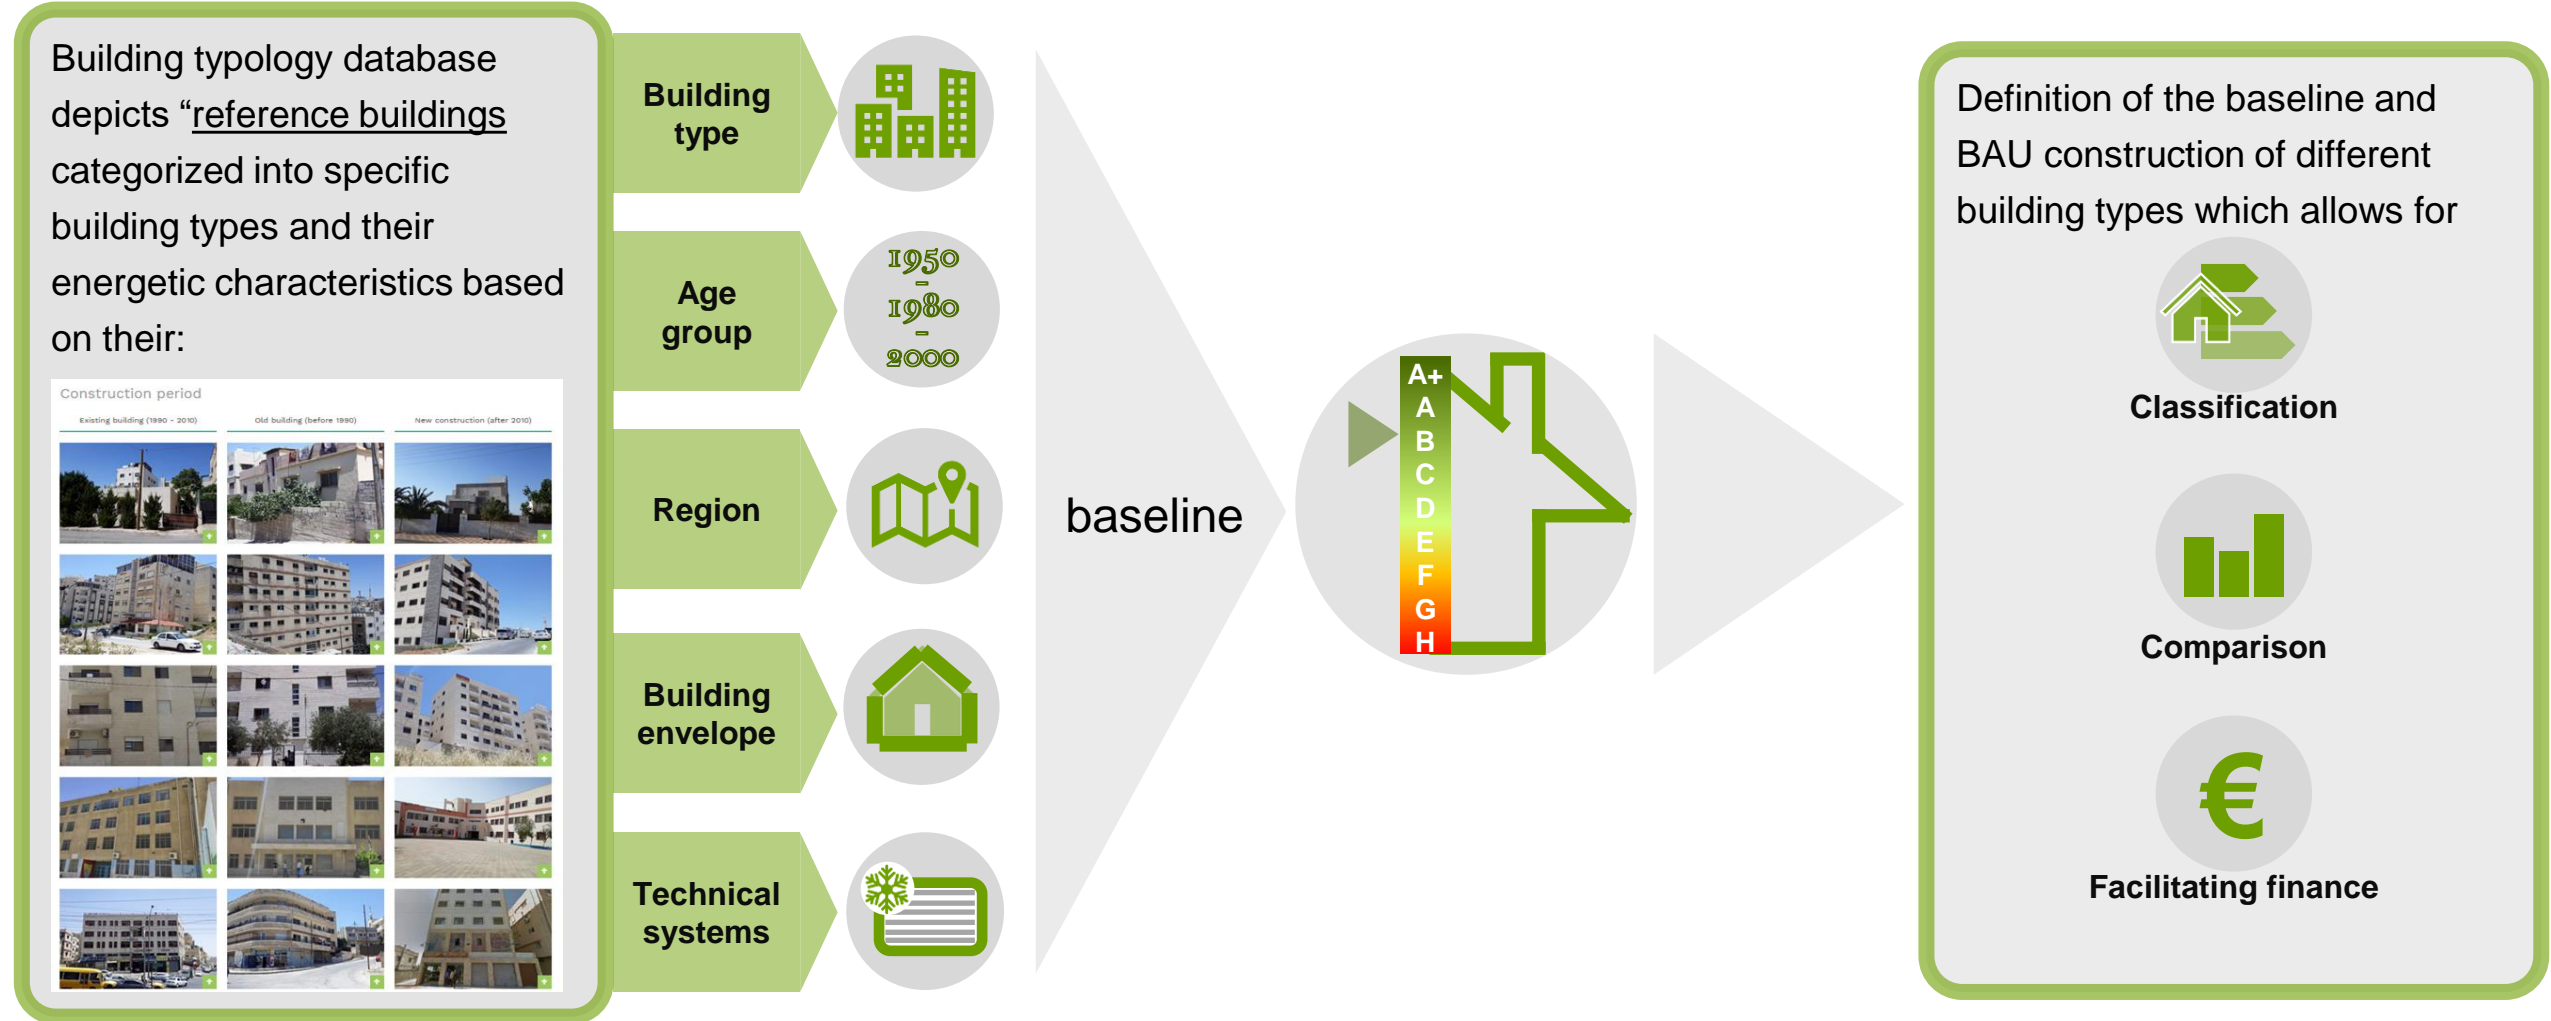 Building typology database
depicts “reference buildings
categorized into specific
building types and their
energetic characteristics based
on their:
Construction period
Existing building (1990 - 2010)
Old building (before 1990)
New construction (after 2010)
Building
type
Age
group
Region
Building
envelope
Technical
systems
1950
-
1980
-
2000
baseline
A+
A
B
C
D
E
F
G
H
Definition of the baseline and
BAU construction of different
building types which allows for
Classification
Comparison
€
Facilitating finance